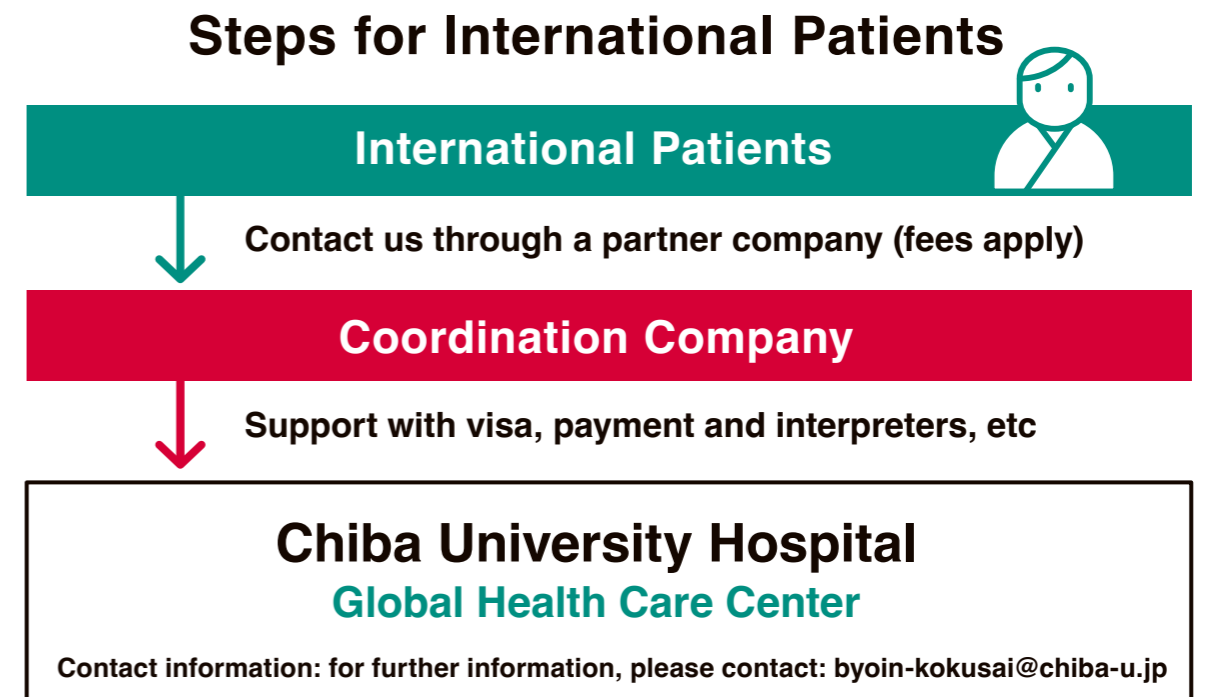 Steps for International Patients
International Patients
Contact us through a partner company (fees apply)
Coordination Company
Support with visa, payment and interpreters, etc
Chiba University Hospital
Global Health Care Center
Contact information: for further information, please contact: byoin-kokusai@chiba-u.jp